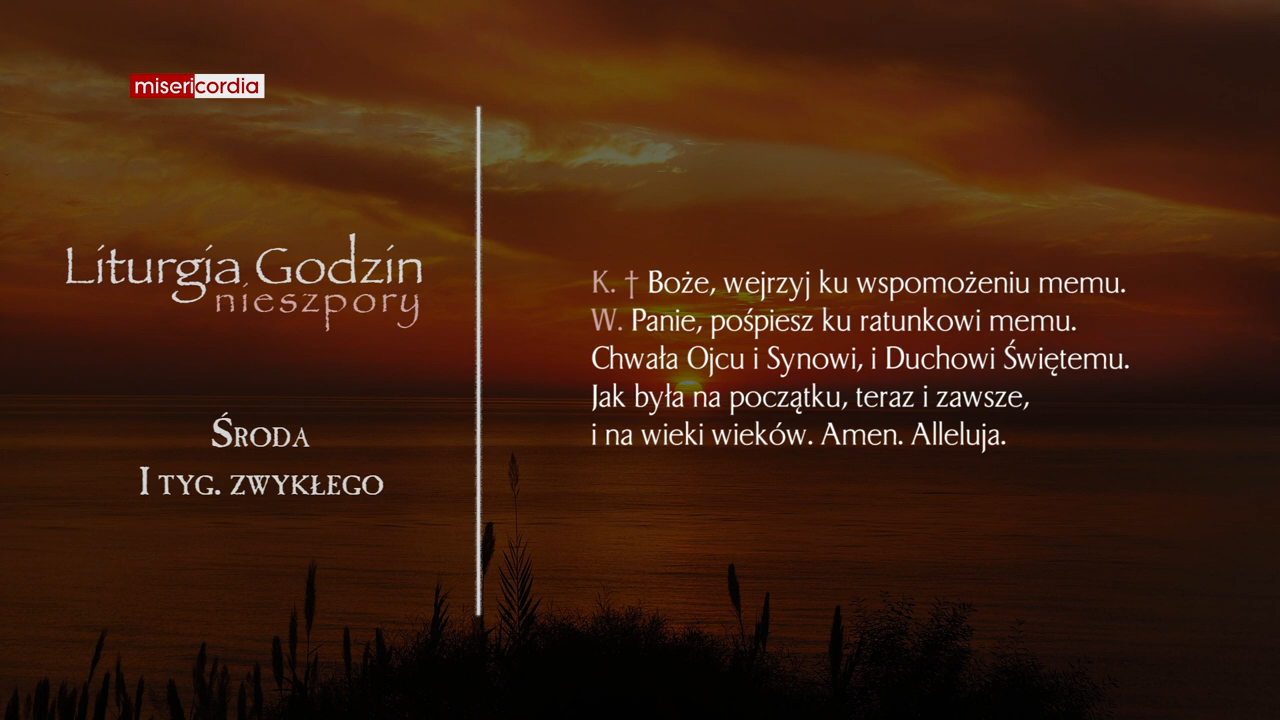 misericordia
Liturgia Godzin
nieszpory
Środa
I tyg. zwykłego
K. † Boże, wejrzyj ku wspomożeniu memu.
W. Panie, pośpiesz ku ratunkowi memu.
Chwała Ojcu i Synowi, i Duchowi Świętemu.
Jak była na początku, teraz i zawsze,
i na wieki wieków. Amen. Alleluja.